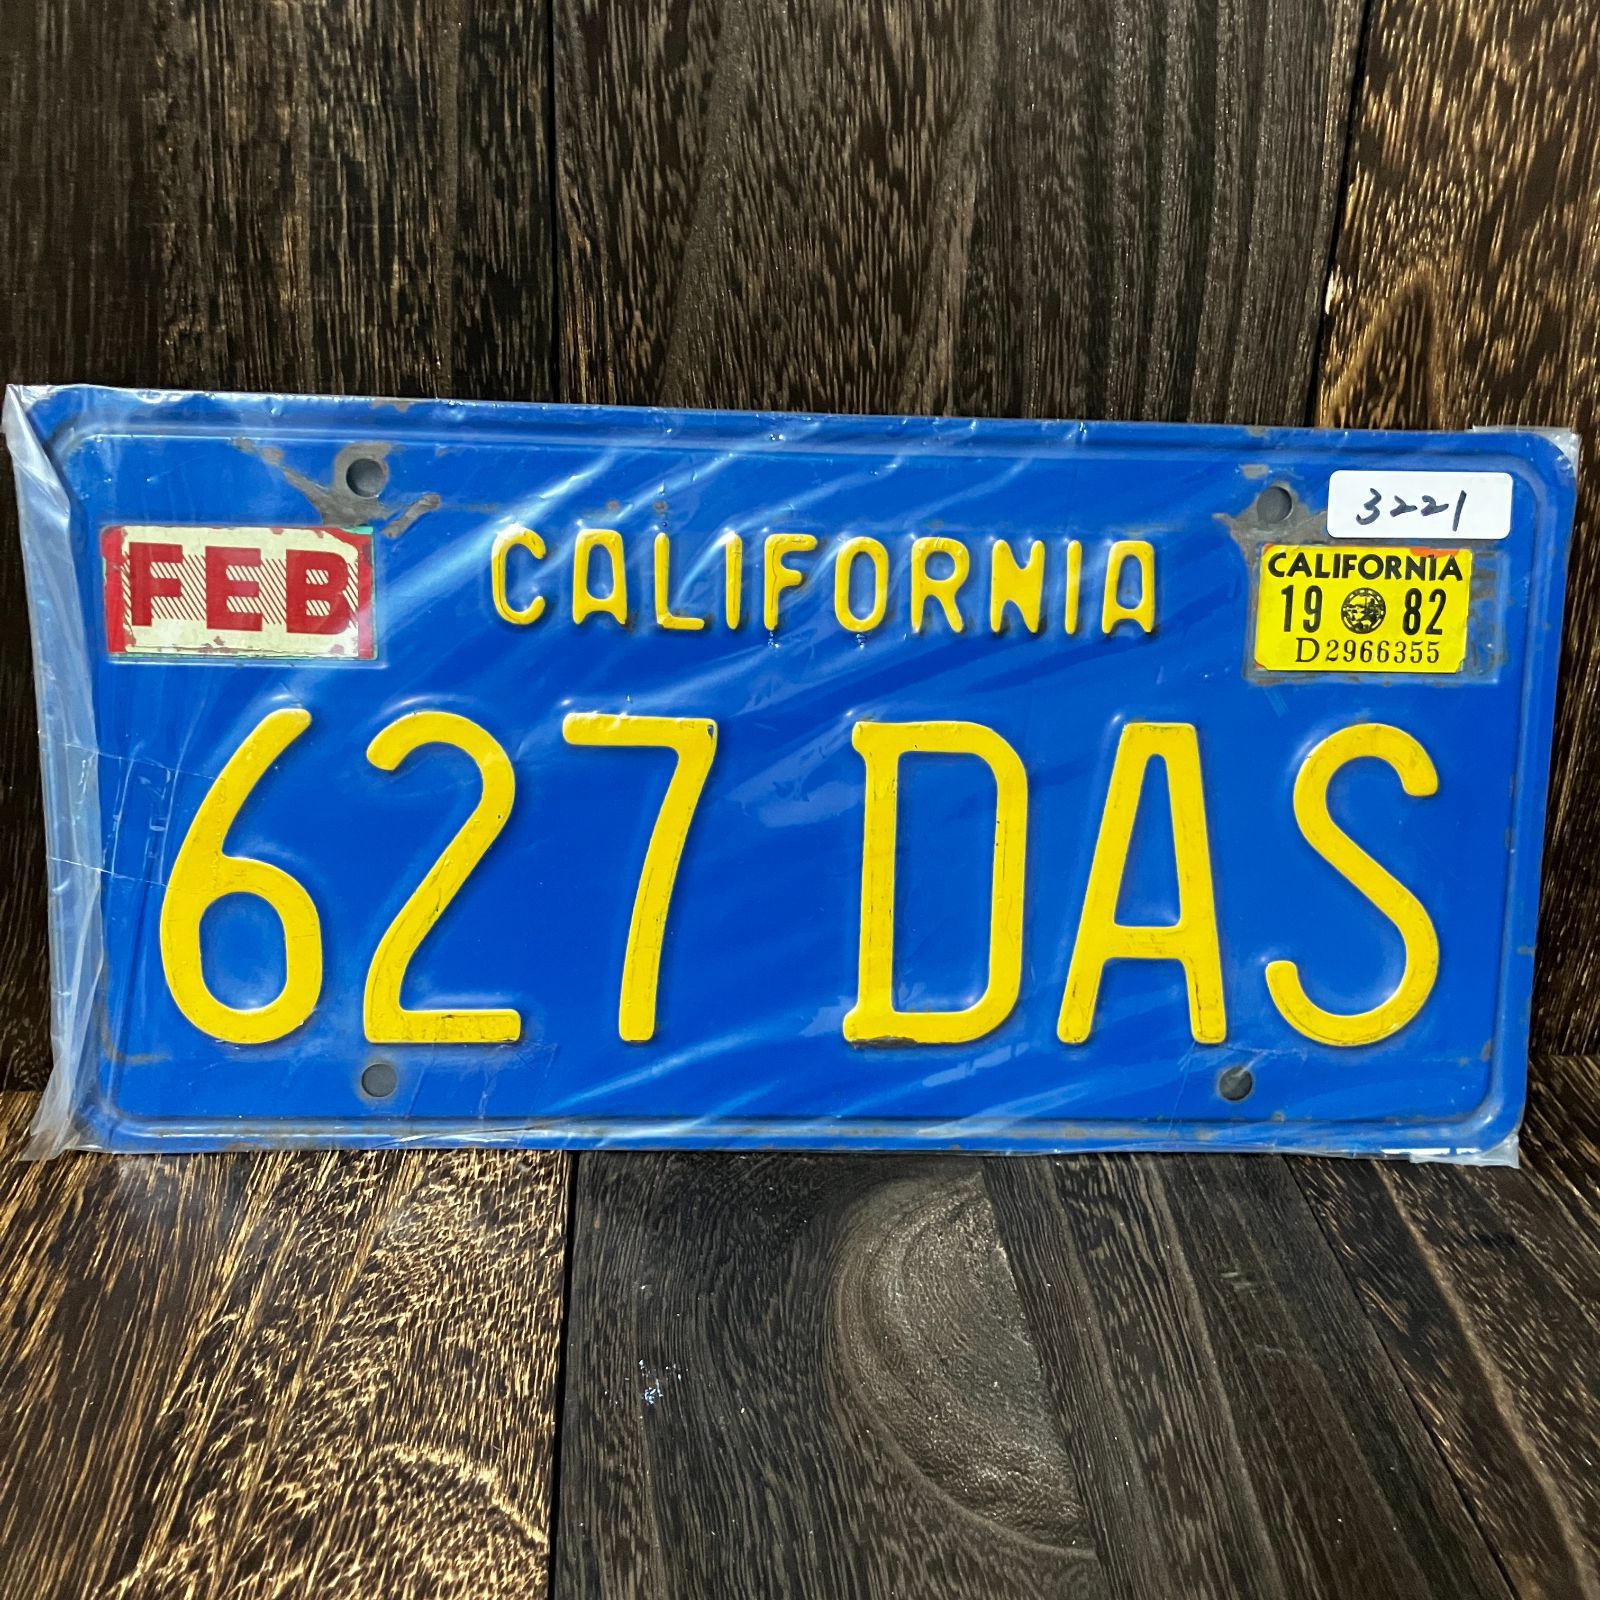 3221
FEB
CALIFORNIA
CALIFORNIA
19 82
D2966355
627 DAS